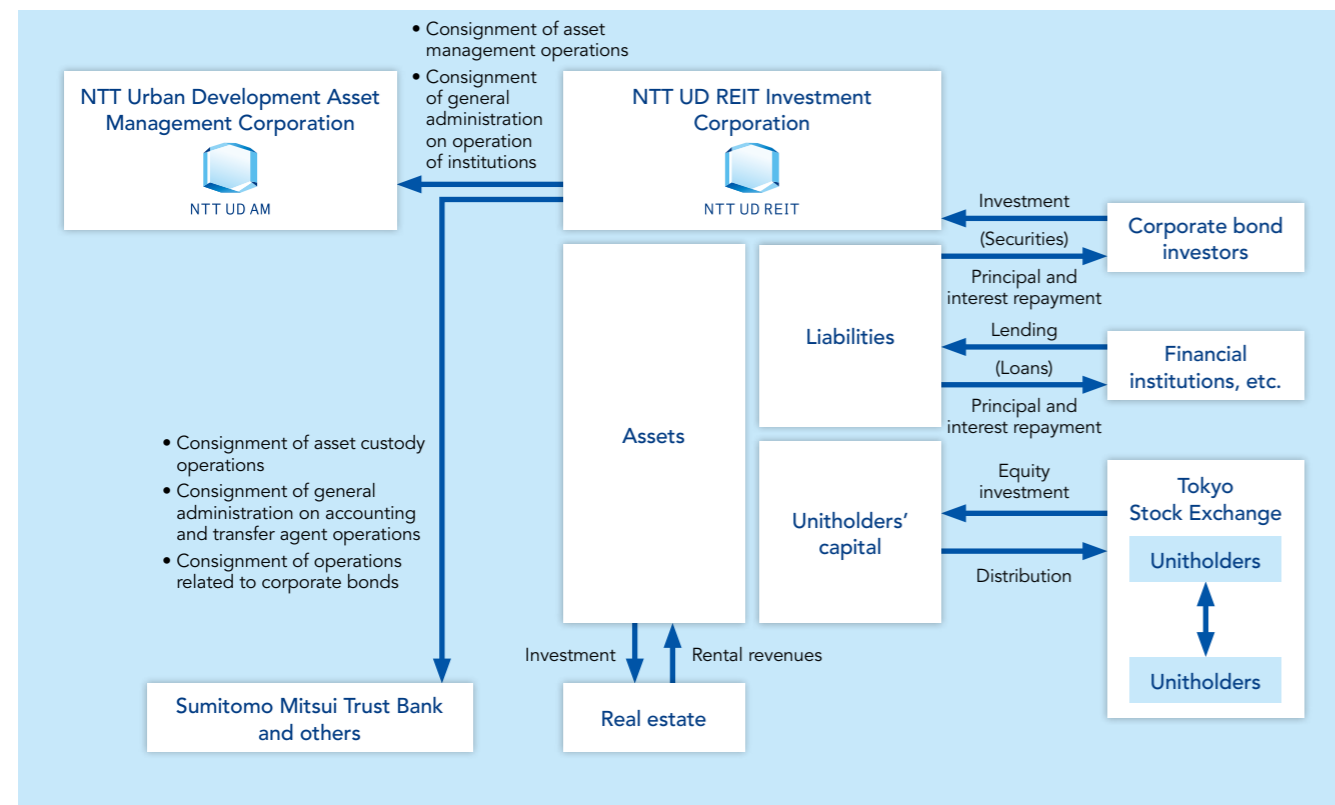 • Consignment of asset
management operations
• Consignment
of general
administration
on operation
of institutions
NTT Urban Development Asset
Management Corporation
NTT UD AM
NTT UD REIT Investment
Corporation
NTT UD REIT
Investment
(Securities)
Principal and
interest repayment
Corporate bond
investors
Liabilities
Lending
(Loans)
Principal and
interest repayment
Financial
institutions, etc.
Assets
• Consignment of asset custody
operations
• Consignment of general
administration on accounting
and transfer agent operations
• Consignment of operations
related to corporate bonds
Unitholders’
capital
Equity
investment
Distribution
Tokyo
Stock Exchange
Unitholders
Unitholders
Investment
Rental revenues
Sumitomo Mitsui Trust Bank
and others
Real estate